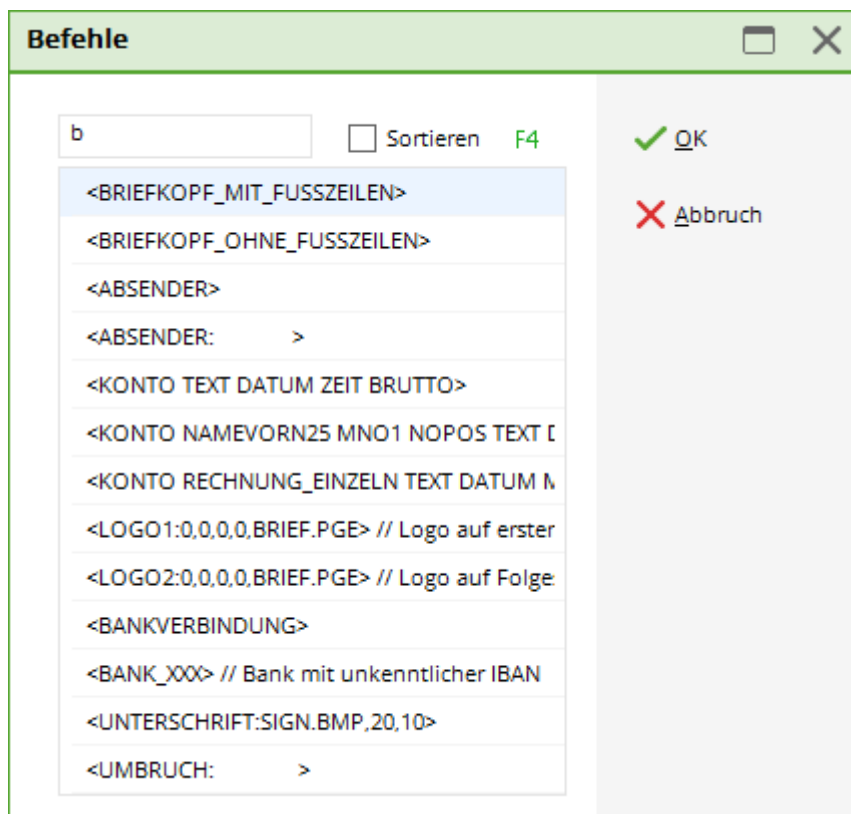 Befehle
b
Sortieren F4
OK
<BRIEFKOPF_MIT_FUSSZEILEN>
Abbruch
<BRIEFKOPF_OHNE_FUSSZEILEN>
<ABSENDER>
<ABSENDER: >
<KONTO TEXT DATUM ZEIT BRUTTO>
<KONTO NAMEVORN25 MNO1 NOPOS TEXT
<KONTO RECHNUNG_EINZELN TEXT DATUM
<LOGO1:0,0,0,0,BRIEF.PGE> // Logo auf erster
<LOGO2:0,0,0,0,BRIEF.PGE> // Logo auf Folge
<BANKVERBINDUNG>
<BANK_XXX> // Bank mit unkenntlicher IBAN
<UNTERSCHRIFT:SIGN.BMP,20,10>
<UMBRUCH: >